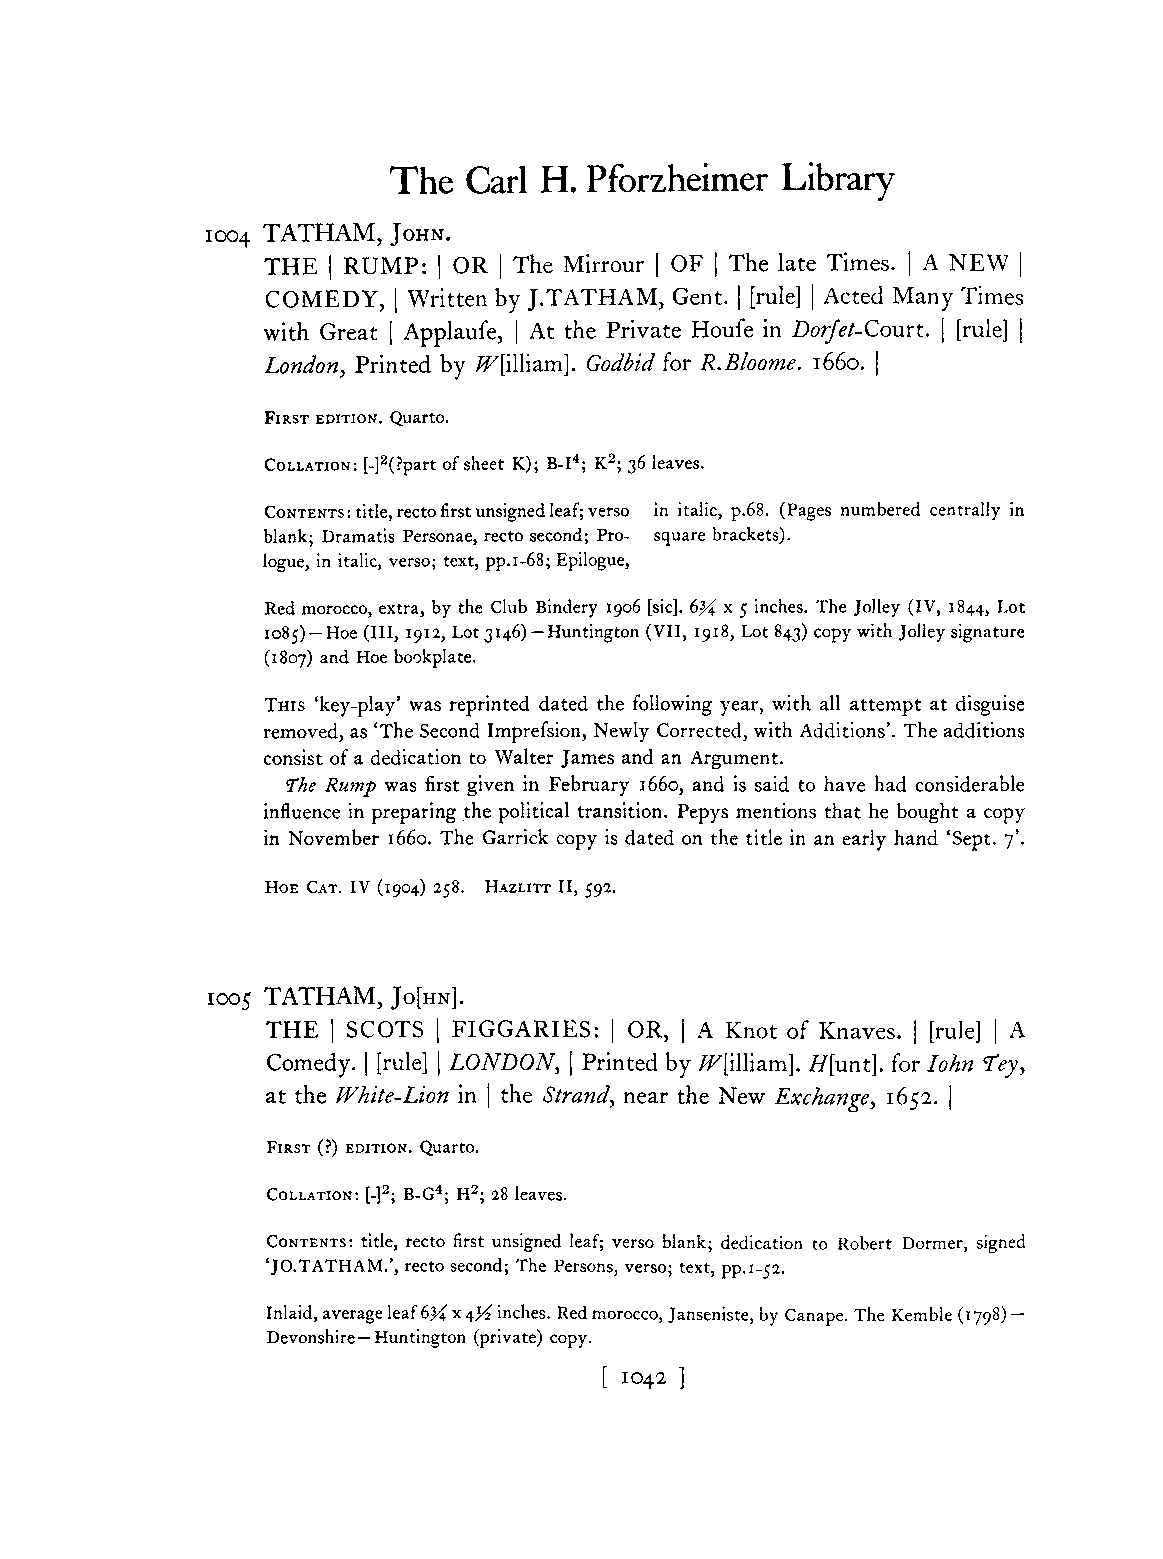 The Carl H. Pforzheimer Library
1004 TATHAM, JOHN.
THE | RUMP: | OR | The Mirrour | OF | The late Times. | A NEW |
COMEDY, | Written by J.TATHAM, Gent. | [rule] | Acted Many Times
with Great | Applauſe, | At the Private Houſe in Dorſet-Court. | [rule] |
London, Printed by W[illiam]. Godbid for R.Bloome. 1660. |
FIRST EDITION. Quarto.
COLLATION: [-]²(?part of sheet K); B-I⁴; K²; 36 leaves.
CONTENTS: title, recto first unsigned leaf; verso
blank; Dramatis Personae, recto second; Pro-
logue, in italic, verso; text, pp.1-68; Epilogue,
in italic, p.68. (Pages numbered centrally in
square brackets).
Red morocco, extra, by the Club Bindery 1906 [sic]. 6¾ x 5 inches. The Jolley (IV, 1844, Lot
1085)—Hoe (III, 1912, Lot 3146)—Huntington (VII, 1918, Lot 843) copy with Jolley signature
(1807) and Hoe bookplate.
THIS ‘key-play’ was reprinted dated the following year, with all attempt at disguise
removed, as ‘The Second Impreſsion, Newly Corrected, with Additions’. The additions
consist of a dedication to Walter James and an Argument.
The Rump was first given in February 1660, and is said to have had considerable
influence in preparing the political transition. Pepys mentions that he bought a copy
in November 1660. The Garrick copy is dated on the title in an early hand ‘Sept. 7’.
HOE CAT. IV (1904) 258. HAZLITT II, 592.
1005 TATHAM, JO[HN].
THE | SCOTS | FIGGARIES: | OR, | A Knot of Knaves. | [rule] | A
Comedy. | [rule] | LONDON, | Printed by W[illiam]. H[unt]. for Iohn Tey,
at the White-Lion in | the Strand, near the New Exchange, 1652. |
FIRST (?) EDITION. Quarto.
COLLATION: [-]²; B-G⁴; H²; 28 leaves.
CONTENTS: title, recto first unsigned leaf; verso blank; dedication to Robert Dormer, signed
‘JO.TATHAM.’, recto second; The Persons, verso; text, pp.1-52.
Inlaid, average leaf 6¾ x 4½ inches. Red morocco, Janseniste, by Canape. The Kemble (1798)—
Devonshire—Huntington (private) copy.
[ 1042 ]